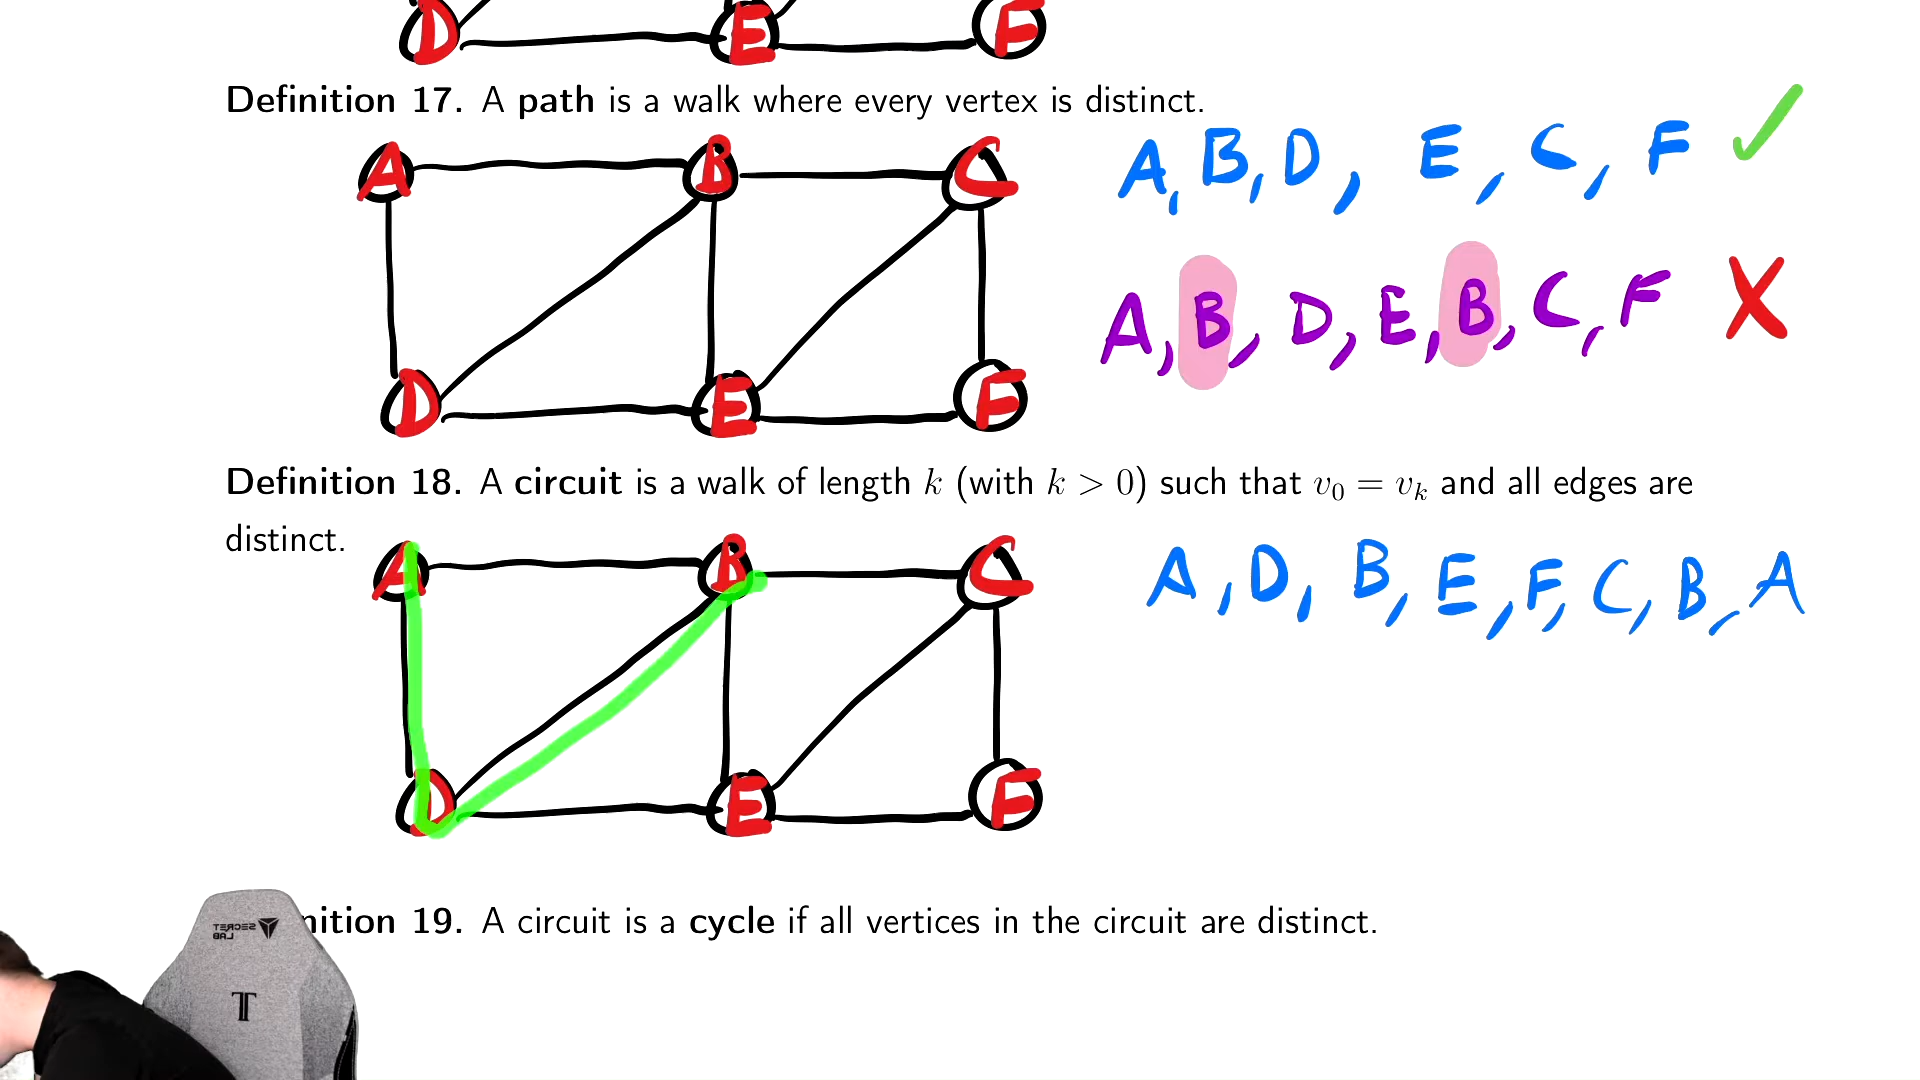 D E F
Definition 17. A path is a walk where every vertex is distinct.
A B C
A, B, D, E, C, F ✓
A, B, D, E, B, C, F X
D E F
Definition 18. A circuit is a walk of length k (with k > 0) such that v₀ = vₖ and all edges are
distinct.
A B C
A, D, B, E, F, C, B, A
D E F
nition 19. A circuit is a cycle if all vertices in the circuit are distinct.
SECRET
LAB
T